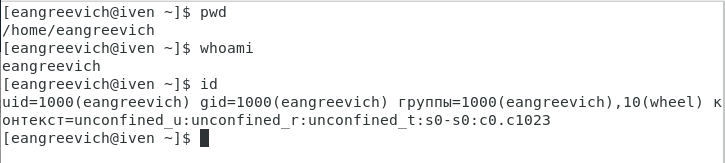 [eangreevich@iven ~]$ pwd
/home/eangreevich
[eangreevich@iven ~]$ whoami
eangreevich
[eangreevich@iven ~]$ id
uid=1000(eangreevich) gid=1000(eangreevich) группы=1000(eangreevich),10(wheel) к
онтекст=unconfined_u:unconfined_r:unconfined_t:s0-s0:c0.c1023
[eangreevich@iven ~]$